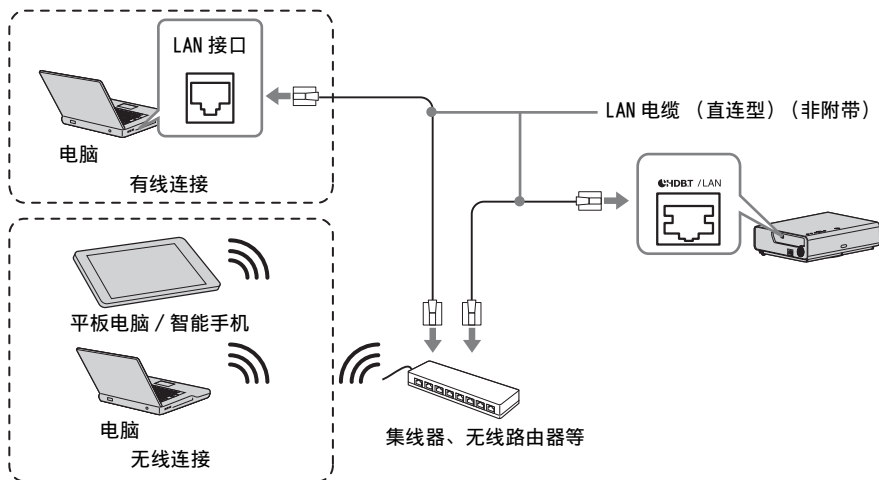 LAN 接口
电脑
有线连接
LAN 电缆 （直连型）（非附带）
HDBT /LAN
平板电脑 / 智能手机
电脑
无线连接
集线器、无线路由器等